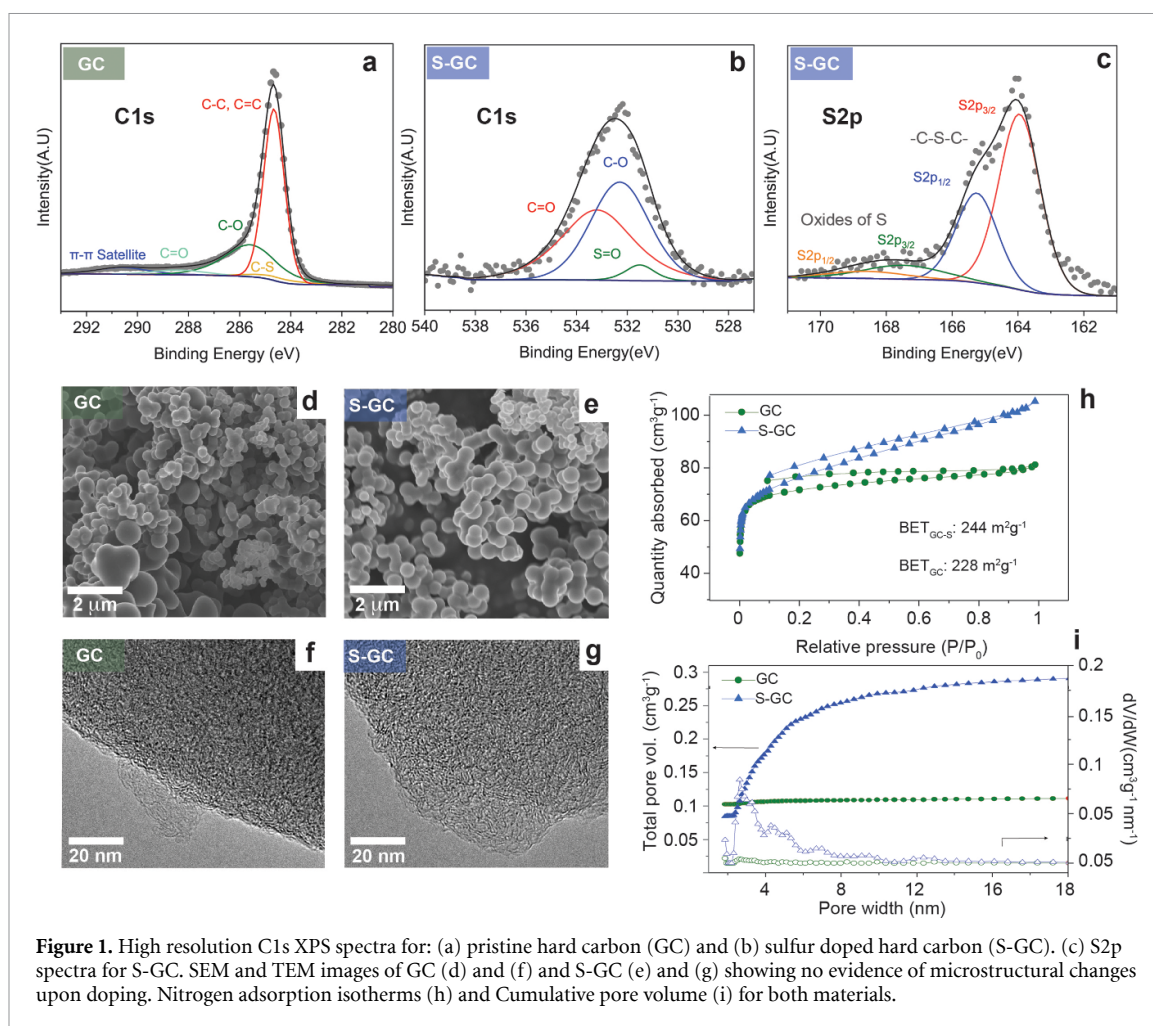 GC
a
C1s
C-C, C=C
C-O
C=O
C-S
π-π Satellite
Intensity(A.U)
292 290 288 286 284 282 280
Binding Energy (eV)
S-GC
b
C1s
C-O
C=O
S=O
Intensity(A.U)
540 539 537 535 533 531 530 528 527
Binding Energy(eV)
S-GC
c
S2p
S2p3/2
-C-S-C-
S2p1/2
Oxides of S
S2p3/2
S2p1/2
Intensity(A.U)
170 168 166 164 162
Binding Energy(eV)
GC
d
2 μm
S-GC
e
2 μm
h
GC
S-GC
Quantity absorbed (cm³g⁻¹)
100
80
60
40
BETGC-S: 244 m²g⁻¹
BETGC: 228 m²g⁻¹
0 0.2 0.4 0.6 0.8 1
Relative pressure (P/P0)
GC
f
20 nm
S-GC
g
20 nm
i
GC
S-GC
Total pore vol. (cm³g⁻¹)
0.3
0.25
0.2
0.15
0.1
0.05
dV/dW(cm³g⁻¹ nm⁻¹)
0.2
0.15
0.1
0.05
0.05
4 8 12 16 18
Pore width (nm)
Figure 1. High resolution C1s XPS spectra for: (a) pristine hard carbon (GC) and (b) sulfur doped hard carbon (S-GC). (c) S2p
spectra for S-GC. SEM and TEM images of GC (d) and (f) and S-GC (e) and (g) showing no evidence of microstructural changes
upon doping. Nitrogen adsorption isotherms (h) and Cumulative pore volume (i) for both materials.